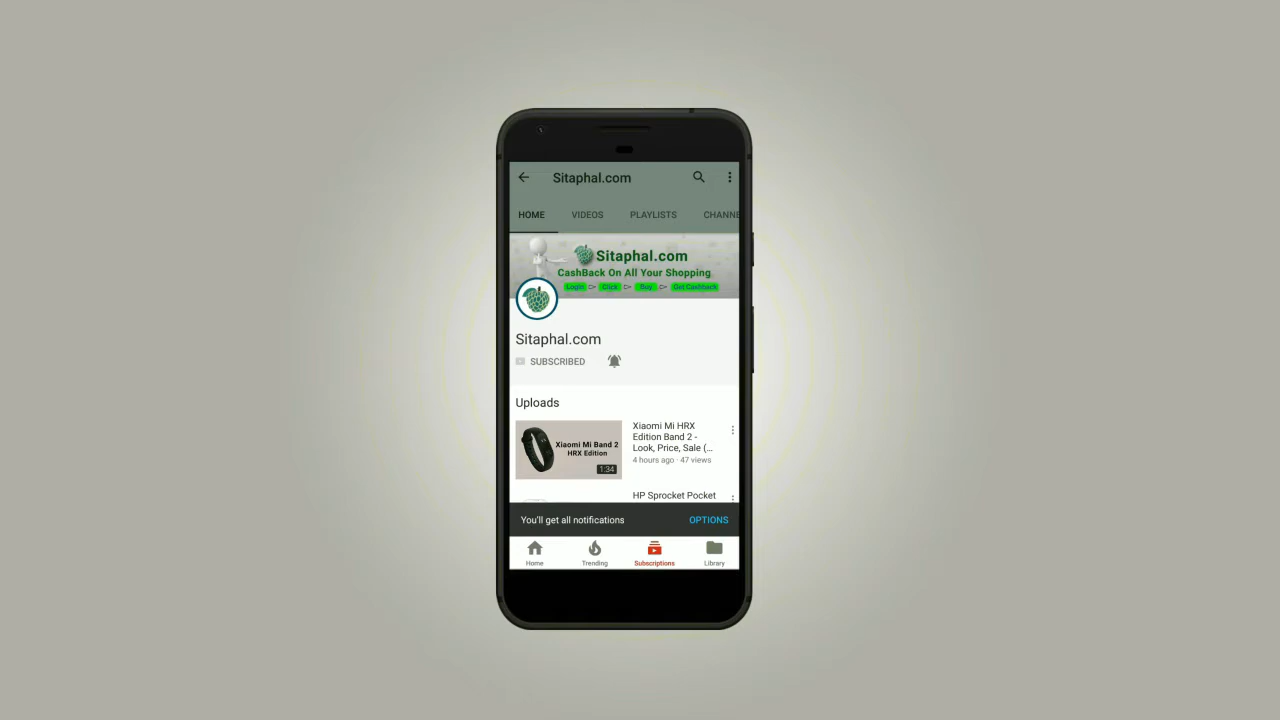 Sitaphal.com
HOME VIDEOS PLAYLISTS CHANNE
Sitaphal.com
CashBack On All Your Shopping
Login Click Buy Get Cashback
Sitaphal.com
SUBSCRIBED
Uploads
Xiaomi Mi Band 2
HRX Edition
1:34
Xiaomi Mi HRX
Edition Band 2 -
Look, Price, Sale (...
4 hours ago · 47 views
HP Sprocket Pocket
You'll get all notifications OPTIONS
Home Trending Subscriptions Library